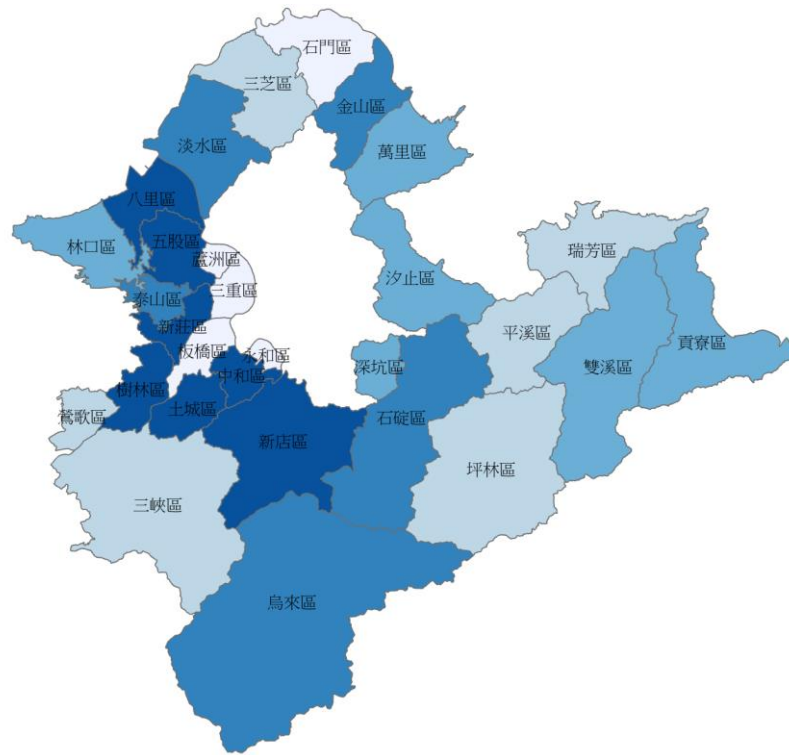 石門區
三芝區
金山區
淡水區
萬里區
八里區
五股區
林口區
蘆洲區
瑞芳區
汐止區
三重區
泰山區
新莊區
平溪區
板橋區
永和區
深坑區
雙溪區
貢寮區
中和區
樹林區
土城區
鶯歌區
石碇區
新店區
坪林區
三峽區
烏來區